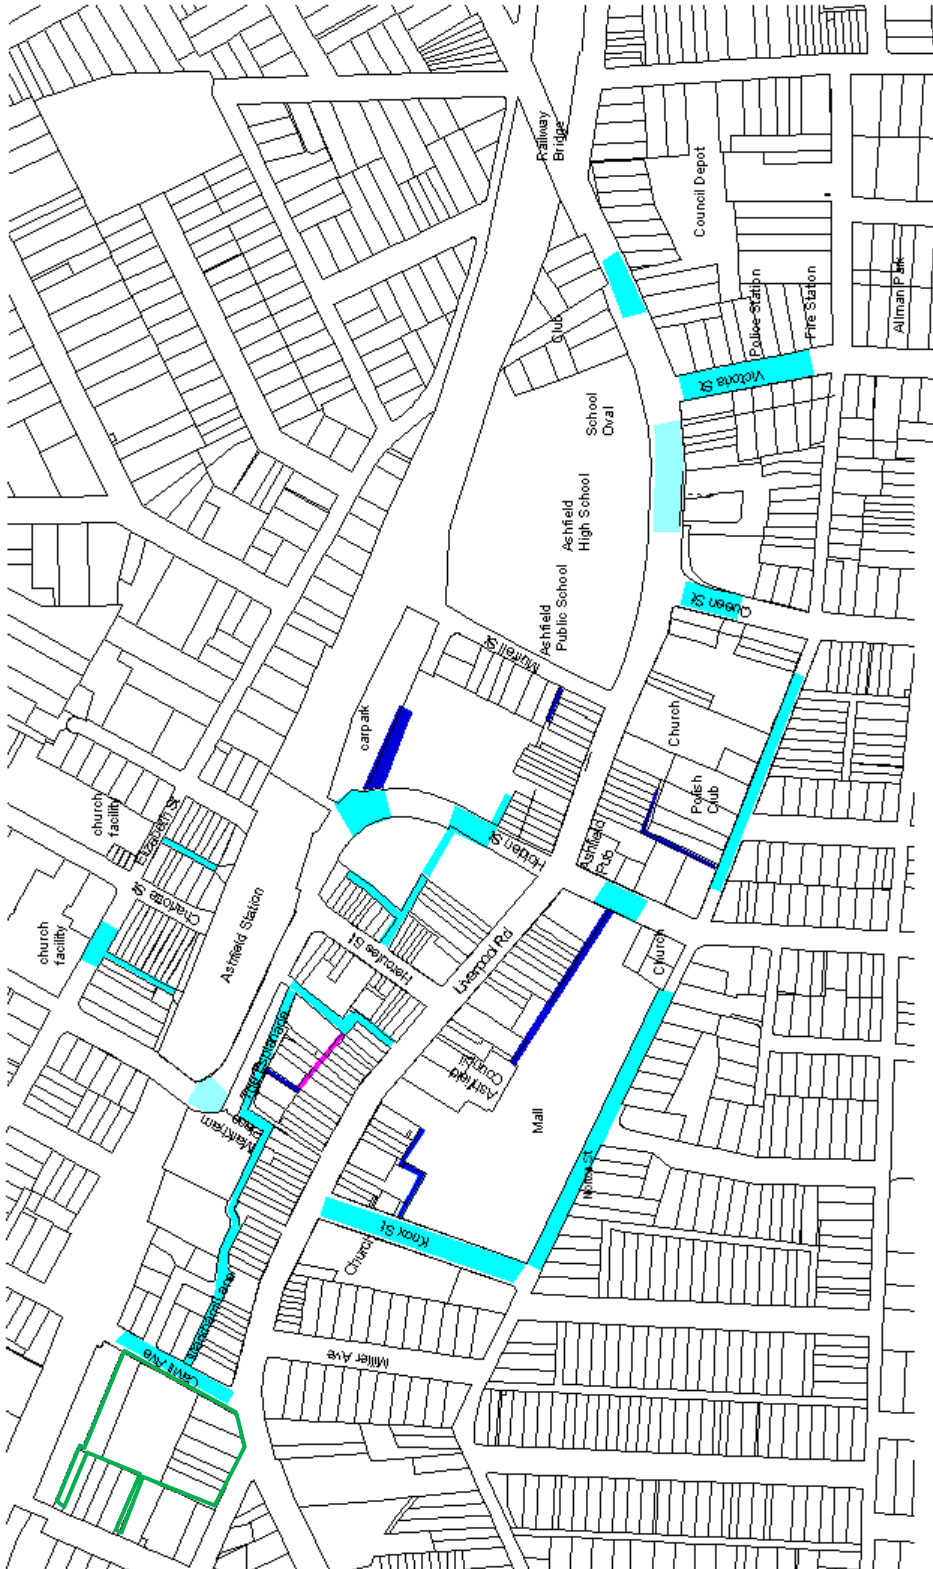 Railway
Bridge
Council Depot
Club
Police Station
Fire Station
Allman Park
Victoria St
School
Oval
Ashfield
High School
Ashfield
Public School
Queen St
Murrell St
carpark
Church
Polish
Club
church
facility
Elizabeth St
Charlotte
St
church
facility
Ashfield Station
Holden
St
Ashfield
Pub
Hercules St
Liverpool Rd
Church
The Esplanade
Markham
Place
Ashfield
Council
Mall
Norton St
Knox St
Church
Cavill Ave
Miller Ave